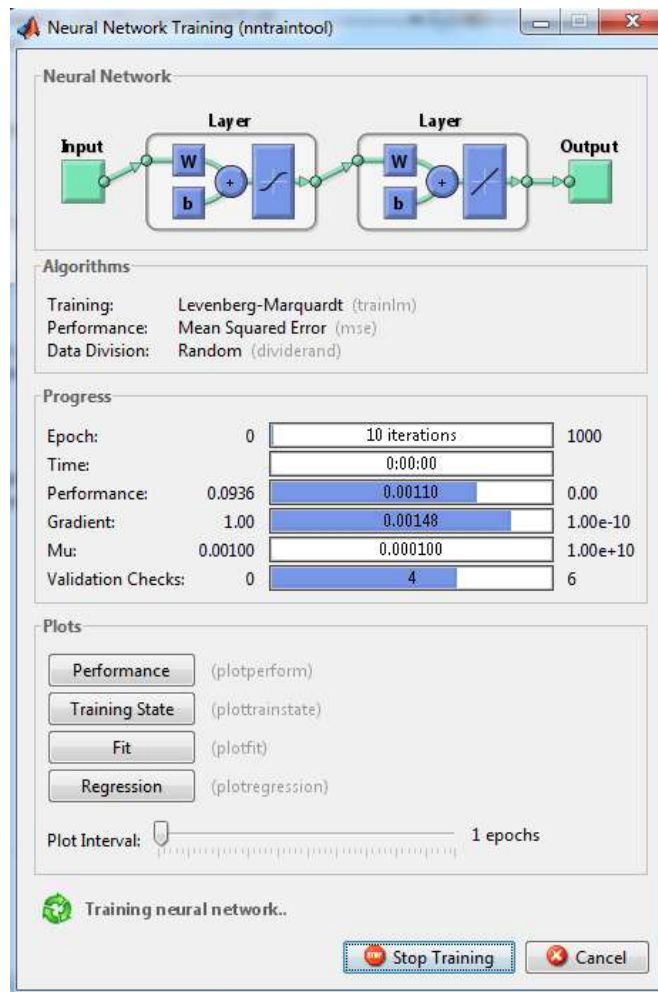 Neural Network Training (nntraintool)
Neural Network
Layer Layer
Input Output
W W
b b
+ +
Algorithms
Training: Levenberg-Marquardt (trainlm)
Performance: Mean Squared Error (mse)
Data Division: Random (dividerand)
Progress
Epoch: 0 10 iterations 1000
Time: 0:00:00
Performance: 0.0936 0.00110 0.00
Gradient: 1.00 0.00148 1.00e-10
Mu: 0.00100 0.000100 1.00e+10
Validation Checks: 0 4 6
Plots
Performance (plotperform)
Training State (plottrainstate)
Fit (plotfit)
Regression (plotregression)
Plot Interval: 1 epochs
Training neural network..
Stop Training Cancel